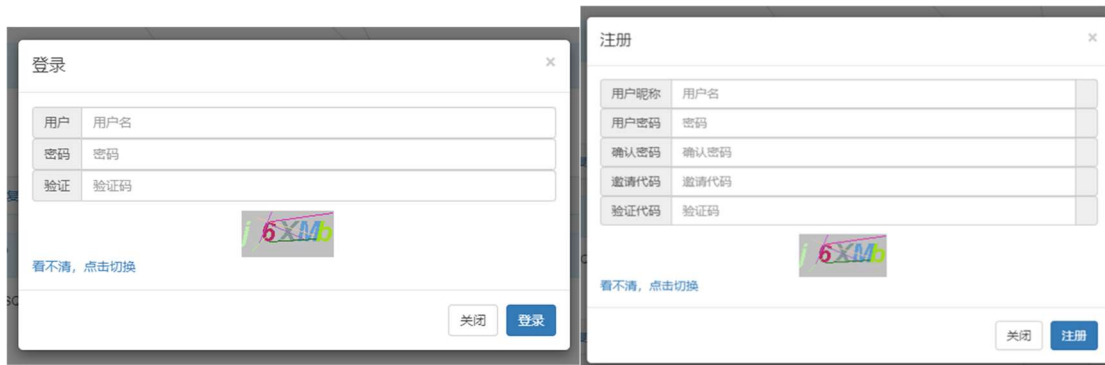 登录
×
用户 用户名
密码 密码
验证 验证码
j6XMb
看不清，点击切换
关闭 登录
注册
×
用户昵称 用户名
用户密码 密码
确认密码 确认密码
邀请代码 邀请代码
验证代码 验证码
j6XMb
看不清，点击切换
关闭 注册